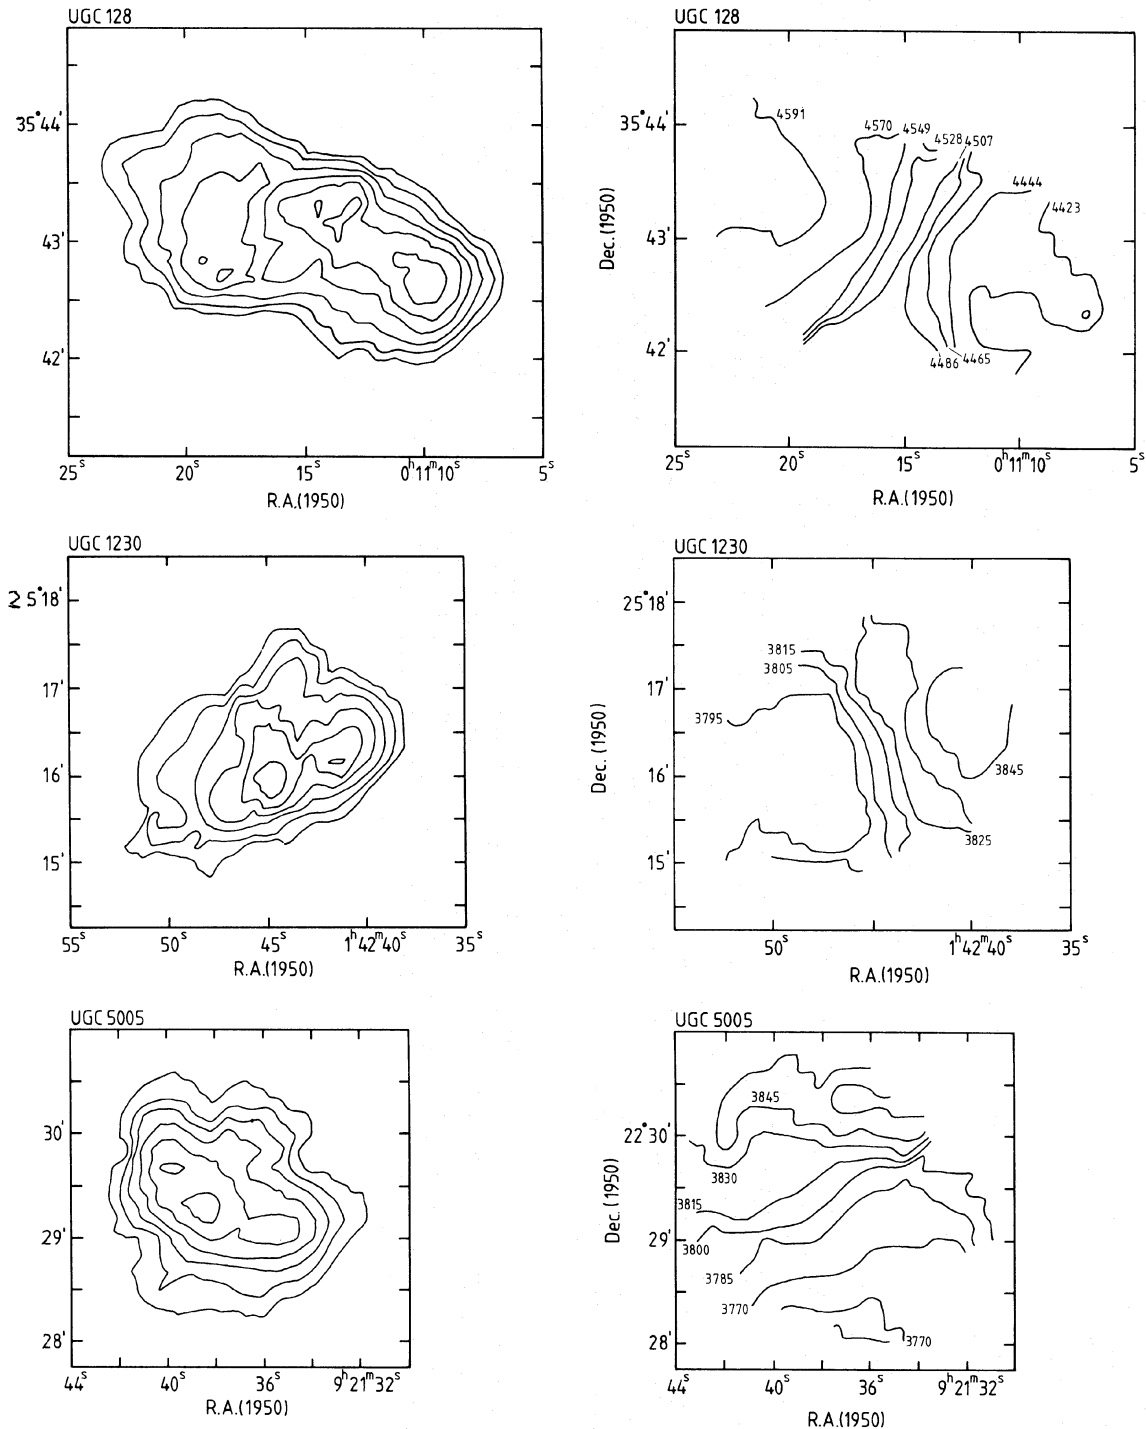 UGC 128
35°44'
43'
42'
25ˢ 20ˢ 15ˢ 0ʰ11ᵐ10ˢ 5ˢ
R.A.(1950)
UGC 128
35°44'
43'
42'
Dec.(1950)
4591
4570
4549
4528
4507
4444
4423
4486
4465
25ˢ 20ˢ 15ˢ 0ʰ11ᵐ10ˢ 5ˢ
R.A.(1950)
UGC 1230
25°18'
17'
16'
15'
55ˢ 50ˢ 45ˢ 1ʰ42ᵐ40ˢ 35ˢ
R.A.(1950)
UGC 1230
25°18'
17'
16'
15'
Dec.(1950)
3815
3805
3795
3845
3825
50ˢ 1ʰ42ᵐ40ˢ 35ˢ
R.A.(1950)
UGC 5005
30'
29'
28'
44ˢ 40ˢ 36ˢ 9ʰ21ᵐ32ˢ
R.A.(1950)
UGC 5005
22°30'
29'
28'
Dec.(1950)
3845
3830
3815
3800
3785
3770
3770
44ˢ 40ˢ 36ˢ 9ʰ21ᵐ32ˢ
R.A.(1950)